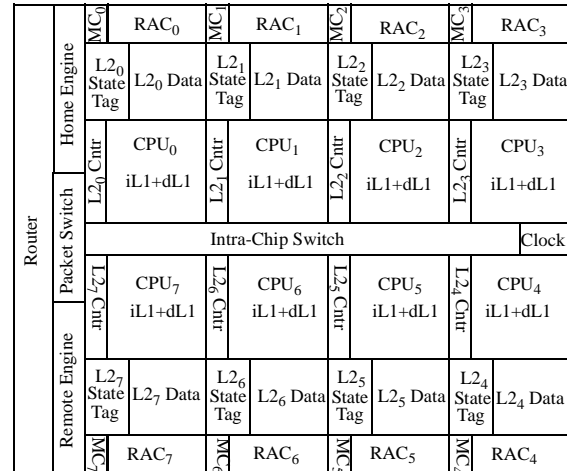 Router
Home Engine
Packet Switch
Remote Engine
MC0 RAC0 MC1 RAC1 MC2 RAC2 MC3 RAC3
L20 State Tag L20 Data L21 State Tag L21 Data L22 State Tag L22 Data L23 State Tag L23 Data
L20 Cntr CPU0 iL1+dL1 L21 Cntr CPU1 iL1+dL1 L22 Cntr CPU2 iL1+dL1 L23 Cntr CPU3 iL1+dL1
Intra-Chip Switch Clock
L27 Cntr CPU7 iL1+dL1 L26 Cntr CPU6 iL1+dL1 L25 Cntr CPU5 iL1+dL1 L24 Cntr CPU4 iL1+dL1
L27 State Tag L27 Data L26 State Tag L26 Data L25 State Tag L25 Data L24 State Tag L24 Data
MC7 RAC7 MC6 RAC6 MC5 RAC5 MC4 RAC4